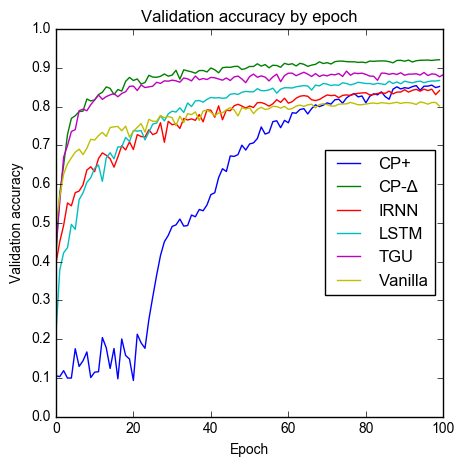 Validation accuracy by epoch
Validation accuracy
1.0
0.9
0.8
0.7
0.6
0.5
0.4
0.3
0.2
0.1
0.0
CP+
CP-Δ
IRNN
LSTM
TGU
Vanilla
0 20 40 60 80 100
Epoch